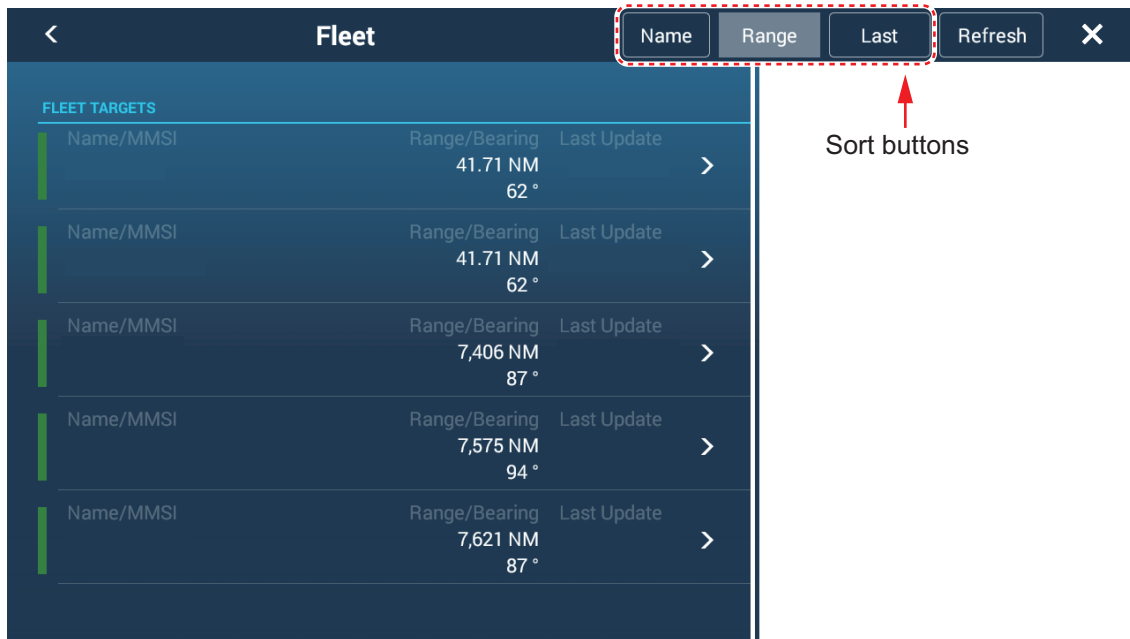 Fleet Name Range Last Refresh
Sort buttons
FLEET TARGETS
Name/MMSI Range/Bearing Last Update
41.71 NM
62 °
Name/MMSI Range/Bearing Last Update
41.71 NM
62 °
Name/MMSI Range/Bearing Last Update
7,406 NM
87 °
Name/MMSI Range/Bearing Last Update
7,575 NM
94 °
Name/MMSI Range/Bearing Last Update
7,621 NM
87 °